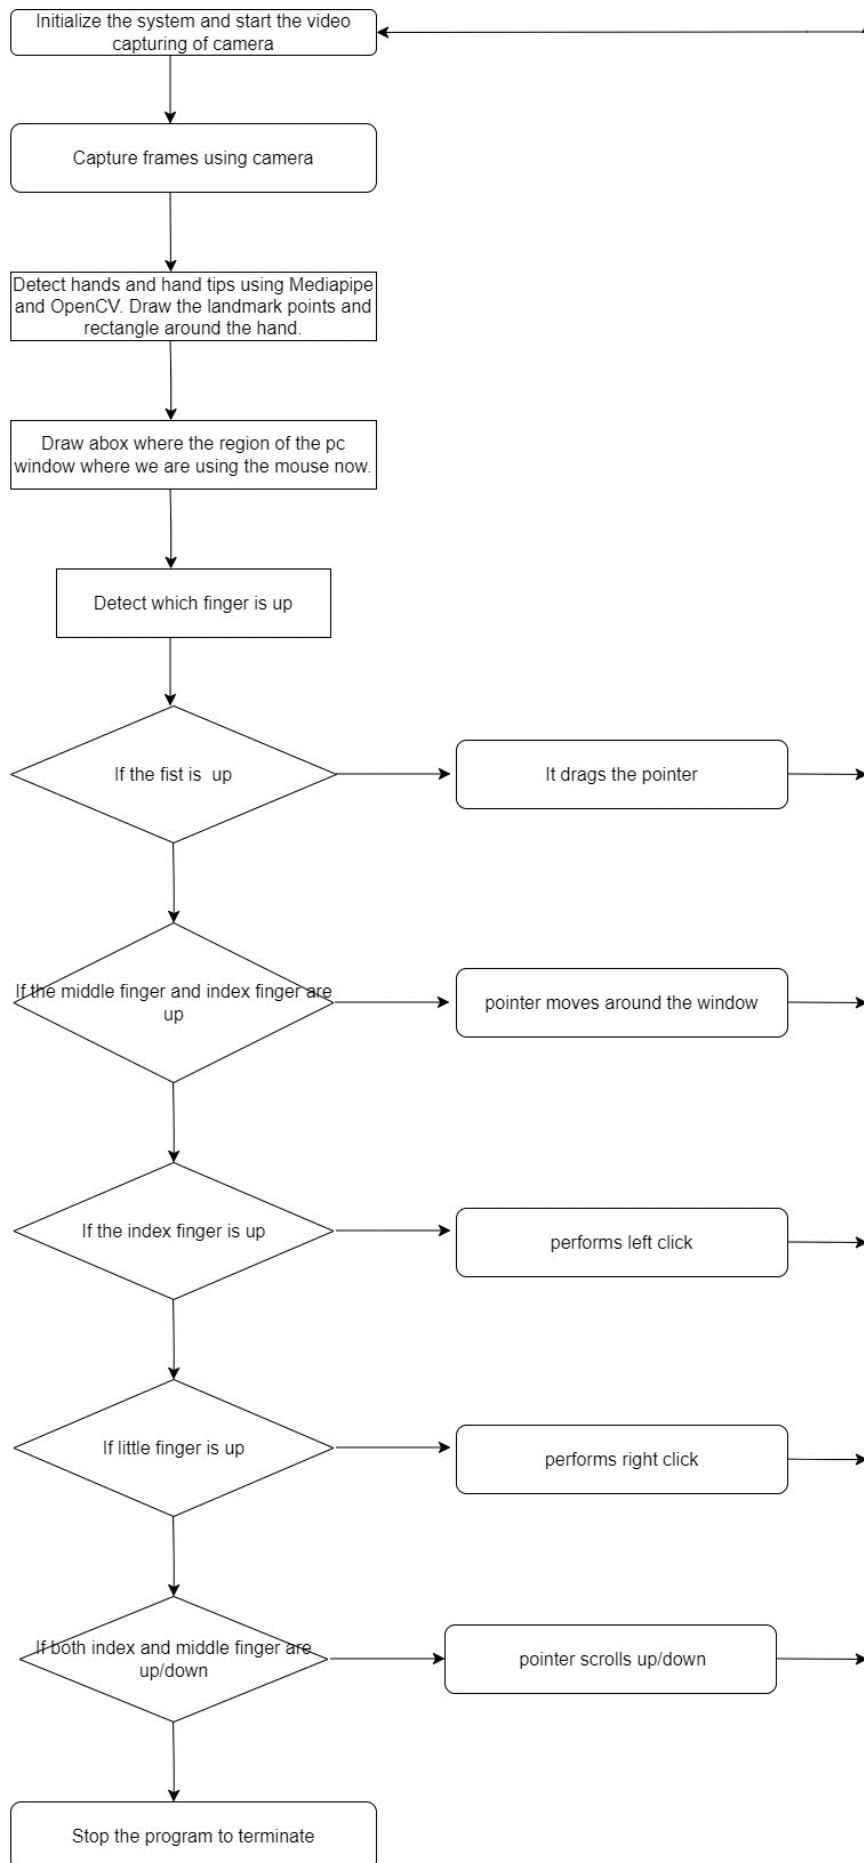 Initialize the system and start the video
capturing of camera
Capture frames using camera
Detect hands and hand tips using Mediapipe
and OpenCV. Draw the landmark points and
rectangle around the hand.
Draw abox where the region of the pc
window where we are using the mouse now.
Detect which finger is up
If the fist is  up
It drags the pointer
If the middle finger and index finger are
up
pointer moves around the window
If the index finger is up
performs left click
If little finger is up
performs right click
If both index and middle finger are
up/down
pointer scrolls up/down
Stop the program to terminate